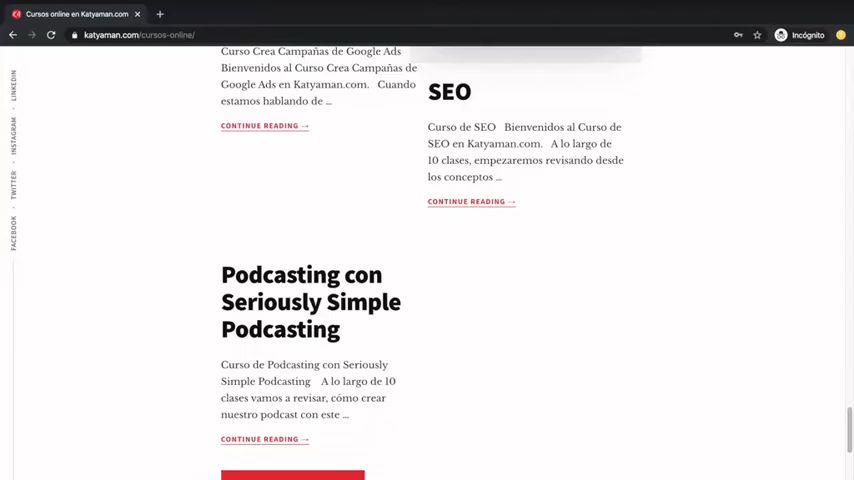 Cursos online en Katyaman.com
katyaman.com/cursos-online/
Incógnito
LINKEDIN
INSTAGRAM
TWITTER
FACEBOOK
Curso Crea Campañas de Google Ads
Bienvenidos al Curso Crea Campañas de
Google Ads en Katyaman.com. Cuando
estamos hablando de ...
CONTINUE READING →
SEO
Curso de SEO Bienvenidos al Curso de
SEO en Katyaman.com. A lo largo de
10 clases, empezaremos revisando desde
los conceptos ...
CONTINUE READING →
Podcasting con
Seriously Simple
Podcasting
Curso de Podcasting con Seriously
Simple Podcasting A lo largo de 10
clases vamos a revisar, cómo crear
nuestro podcast con este ...
CONTINUE READING →